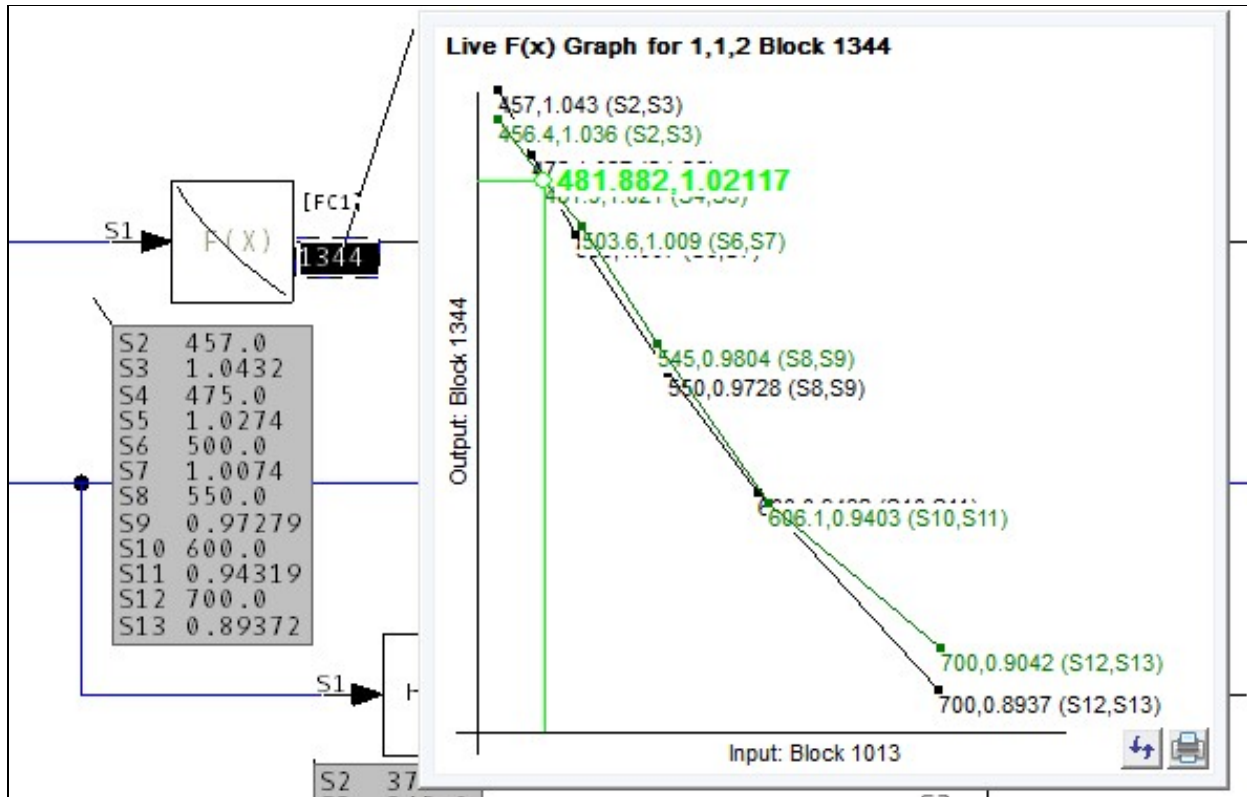 Live F(x) Graph for 1,1,2 Block 1344
457,1.043 (S2,S3)
456.4,1.036 (S2,S3)
481.882,1.02117
503.6,1.009 (S6,S7)
545,0.9804 (S8,S9)
550,0.9728 (S8,S9)
606.1,0.9403 (S10,S11)
700,0.9042 (S12,S13)
700,0.8937 (S12,S13)
Output: Block 1344
Input: Block 1013
[FC1]
S1
F(X)
1344
S2 457.0
S3 1.0432
S4 475.0
S5 1.0274
S6 500.0
S7 1.0074
S8 550.0
S9 0.97279
S10 600.0
S11 0.94319
S12 700.0
S13 0.89372
S1
H
S2 37